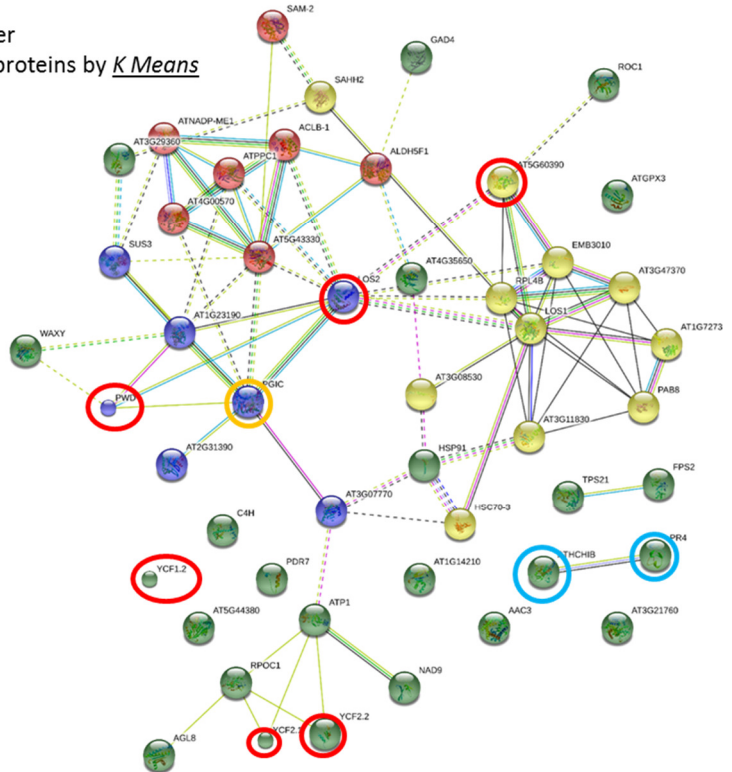 er
proteins by K Means
SAM-2
GAD4
ROC1
SAHH2
ATNADP-ME1
ACLB-1
AT3G29360
ATPPC1
ALDH5F1
AT5G60390
ATGPX3
AT4G00570
AT5G43330
EMB3010
SUS3
LOS2
AT4G35650
RPL4B
AT3G47370
AT1G23190
LOS1
AT1G7273
WAXY
PWD
PGIC
AT3G08530
PAB8
AT3G11830
AT2G31390
HSP91
AT3G07770
HSC70-3
TPS21
FPS2
C4H
YCF1.2
PDR7
AT1G14210
ATHCHIB
PR4
AT5G44380
ATP1
AAC3
AT3G21760
RPOC1
NAD9
YCF2.2
AGL8